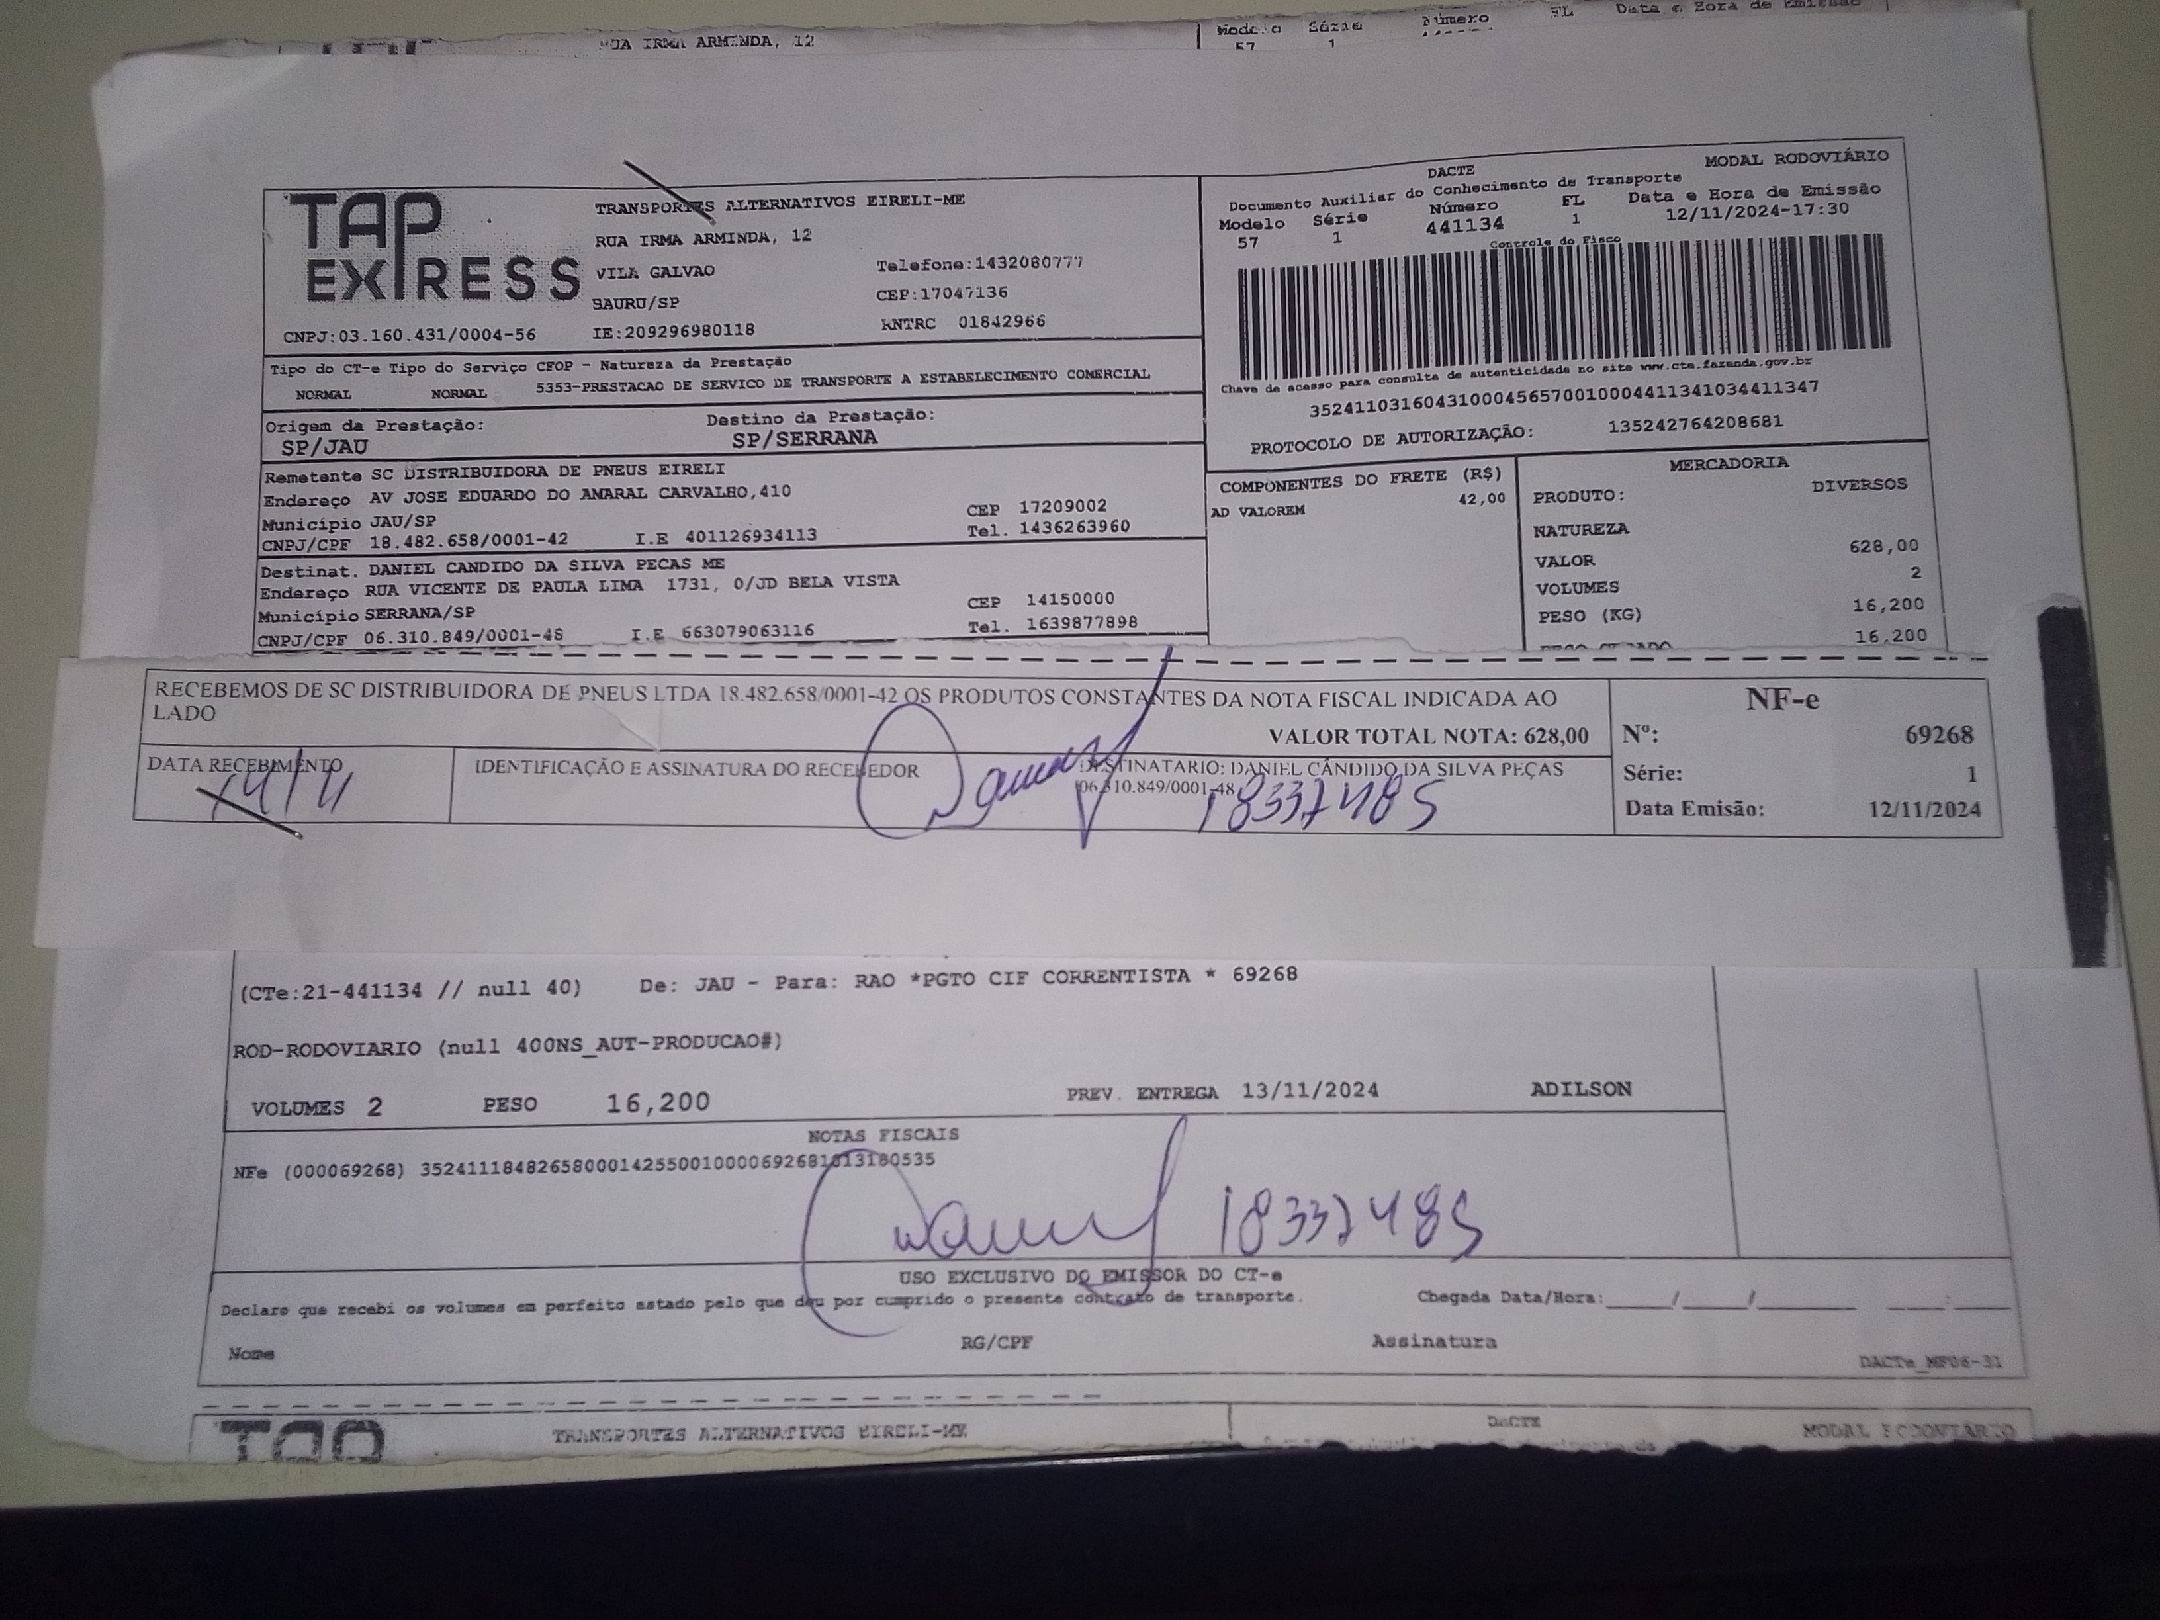 RUA IRMA ARMINDA, 12
Modelo Série Número FL Data e Hora de Emissão
57 1
DACTE MODAL RODOVIÁRIO
Documento Auxiliar do Conhecimento de Transporte
Modelo Série Número FL Data e Hora de Emissão
57 1 441134 1 12/11/2024-17:30
Controle do Fisco
TAP EXPRESS
TRANSPORTES ALTERNATIVOS EIRELI-ME
RUA IRMA ARMINDA, 12
VILA GALVAO Telefone:1432080777
BAURU/SP CEP:17047136
CNPJ:03.160.431/0004-56 IE:209296980118 RNTRC 01842966
Chave de acesso para consulta de autenticidade no site www.cte.fazenda.gov.br
35241103160431000456570010004411341034411347
PROTOCOLO DE AUTORIZAÇÃO: 135242764208681
Tipo do CT-e Tipo do Serviço CFOP - Natureza da Prestação
NORMAL NORMAL 5353-PRESTACAO DE SERVICO DE TRANSPORTE A ESTABELECIMENTO COMERCIAL
Origem da Prestação: Destino da Prestação:
SP/JAU SP/SERRANA
Remetente SC DISTRIBUIDORA DE PNEUS EIRELI
Endereço AV JOSE EDUARDO DO AMARAL CARVALHO,410
Município JAU/SP CEP 17209002
CNPJ/CPF 18.482.658/0001-42 I.E 401126934113 Tel. 1436263960
Destinat. DANIEL CANDIDO DA SILVA PECAS ME
Endereço RUA VICENTE DE PAULA LIMA 1731, 0/JD BELA VISTA
Município SERRANA/SP CEP 14150000
CNPJ/CPF 06.310.849/0001-48 I.E 663079063116 Tel. 1639877898
COMPONENTES DO FRETE (R$)
AD VALOREM 42,00
MERCADORIA
PRODUTO: DIVERSOS
NATUREZA
VALOR 628,00
VOLUMES 2
PESO (KG) 16,200
16,200
RECEBEMOS DE SC DISTRIBUIDORA DE PNEUS LTDA 18.482.658/0001-42 OS PRODUTOS CONSTANTES DA NOTA FISCAL INDICADA AO
LADO
VALOR TOTAL NOTA: 628,00
DATA RECEBIMENTO
14/11
IDENTIFICAÇÃO E ASSINATURA DO RECEBEDOR
DESTINATARIO: DANIEL CÂNDIDO DA SILVA PEÇAS
06.310.849/0001-48
18337485
NF-e
Nº: 69268
Série: 1
Data Emisão: 12/11/2024
(CTe:21-441134 // null 40) De: JAU - Para: RAO *PGTO CIF CORRENTISTA * 69268
ROD-RODOVIARIO (null 400NS_AUT-PRODUCAO#)
VOLUMES 2 PESO 16,200 PREV. ENTREGA 13/11/2024 ADILSON
NOTAS FISCAIS
NFe (000069268) 35241118482658000142550010000692681013180535
18337485
USO EXCLUSIVO DO EMISSOR DO CT-e
Declaro que recebi os volumes em perfeito estado pelo que dou por cumprido o presente contrato de transporte. Chegada Data/Hora:____/____/________ ____:____
Nome RG/CPF Assinatura
DACTe_MF06-31
TAP
TRANSPORTES ALTERNATIVOS EIRELI-ME DACTE MODAL RODOVIÁRIO